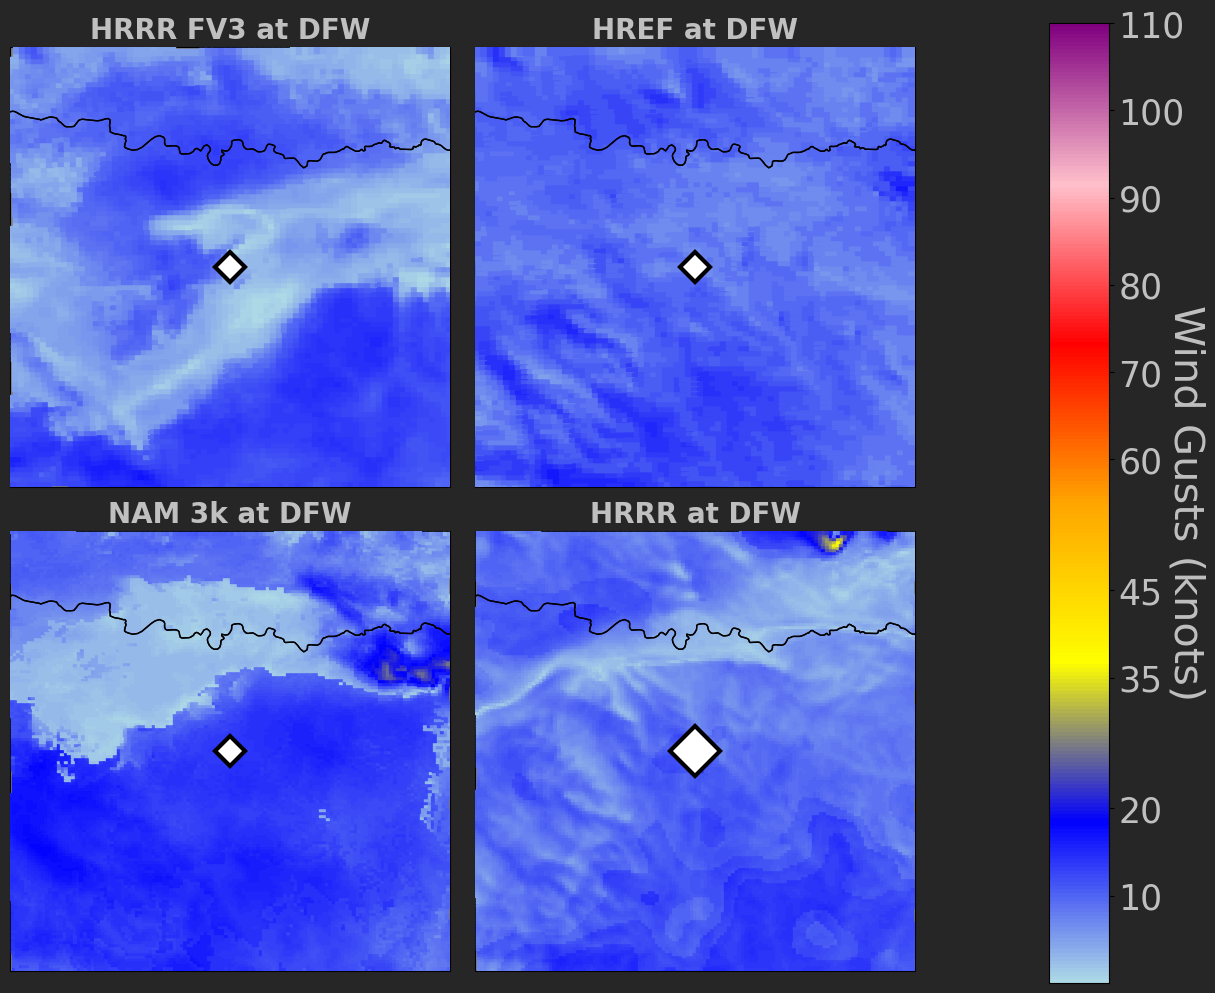 HRRR FV3 at DFW
HREF at DFW
NAM 3k at DFW
HRRR at DFW
110
100
90
80
70
60
45
35
20
10
Wind Gusts (knots)